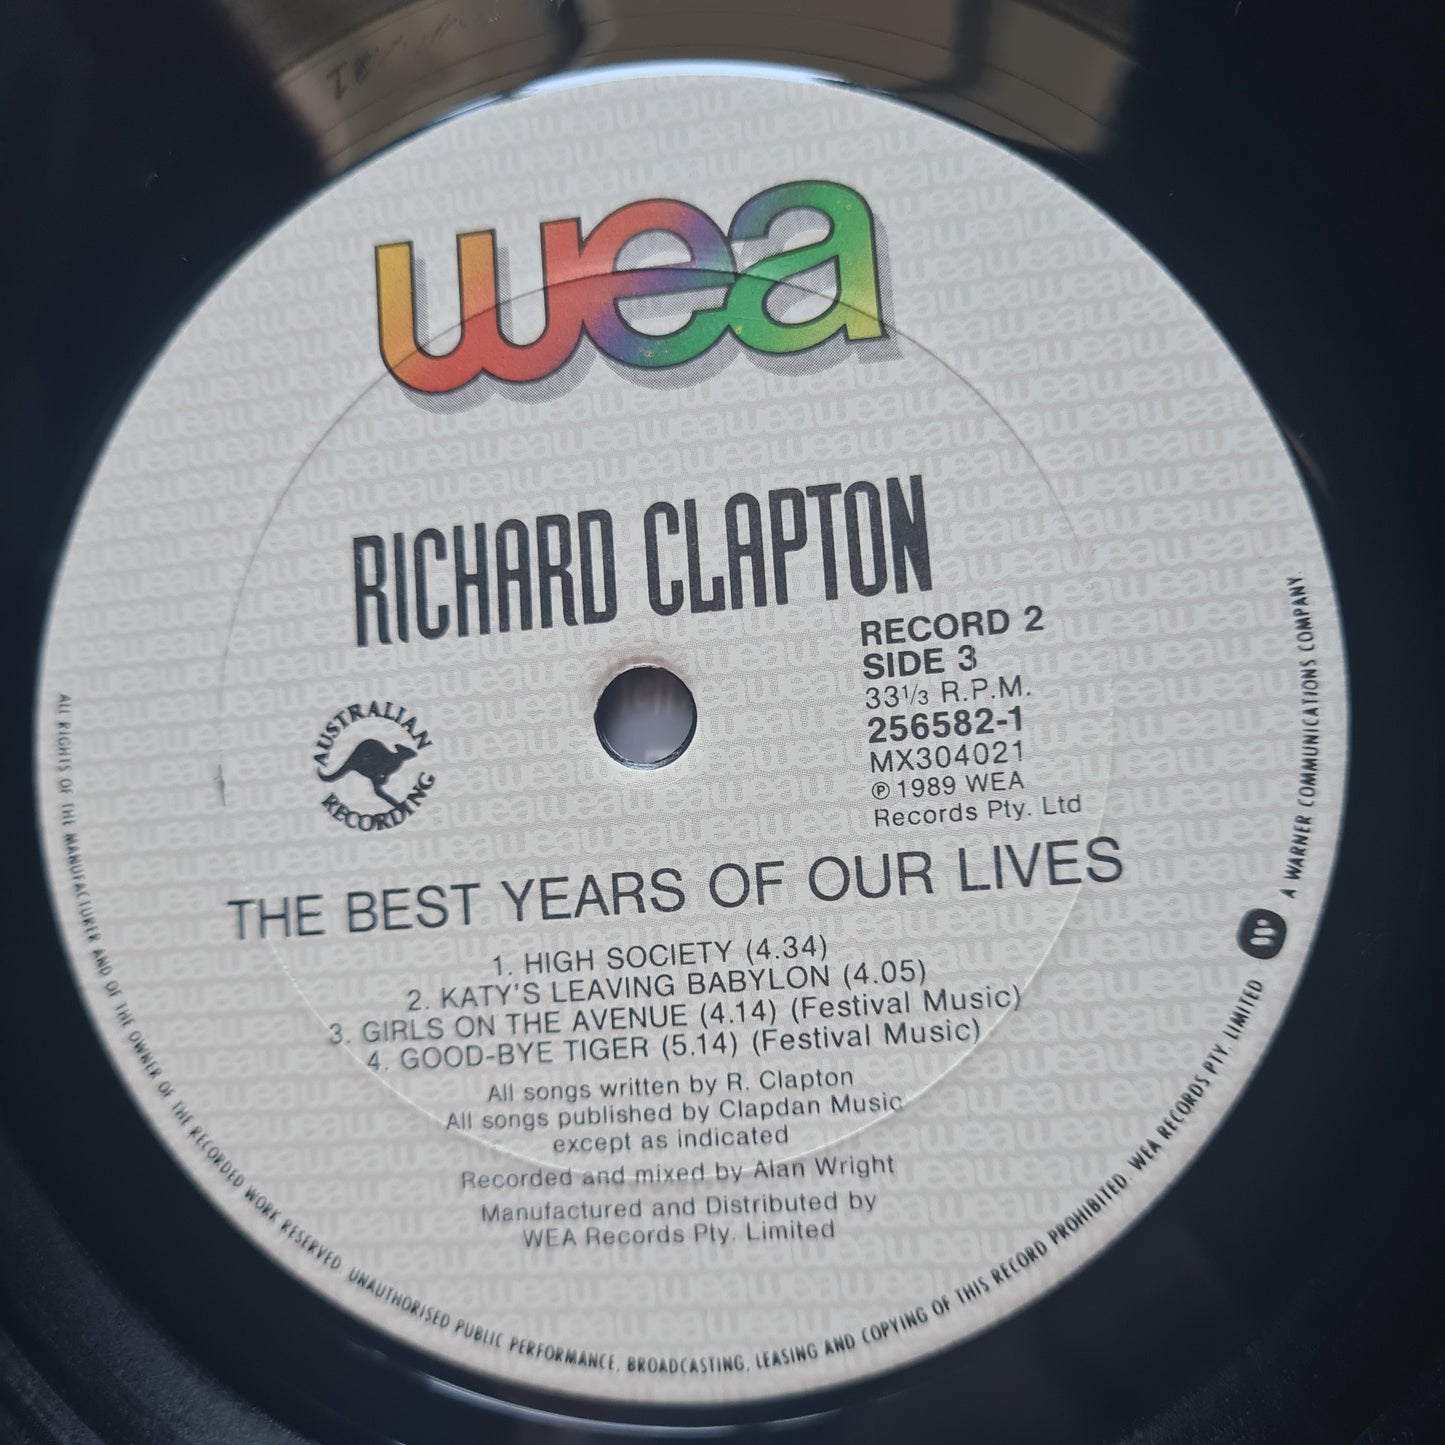 wea
RICHARD CLAPTON
RECORD 2
SIDE 3
33 1/3 R.P.M.
256582-1
MX304021
℗ 1989 WEA
Records Pty. Ltd
AUSTRALIAN
RECORDING
THE BEST YEARS OF OUR LIVES
1. HIGH SOCIETY (4.34)
2. KATY'S LEAVING BABYLON (4.05)
3. GIRLS ON THE AVENUE (4.14) (Festival Music)
4. GOOD-BYE TIGER (5.14) (Festival Music)
All songs written by R. Clapton
All songs published by Clapdan Music
except as indicated
Recorded and mixed by Alan Wright
Manufactured and Distributed by
WEA Records Pty. Limited
ALL RIGHTS OF THE MANUFACTURER AND OF THE OWNER OF THE RECORDED WORK RESERVED. UNAUTHORISED PUBLIC PERFORMANCE, BROADCASTING, LEASING AND COPYING OF THIS RECORD PROHIBITED. WEA RECORDS PTY. LIMITED
A WARNER COMMUNICATIONS COMPANY.